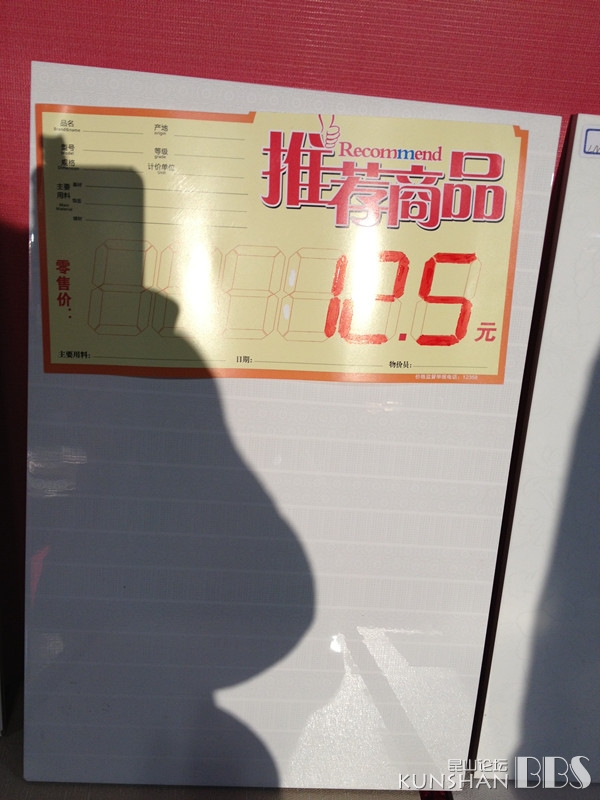 品名
产地
Recommend
推荐商品
型号
等级
规格
计价单位
主要
用料
零售价:
12.5元
主要用料:
日期:
物价员:
昆山论坛
KUNSHAN BBS